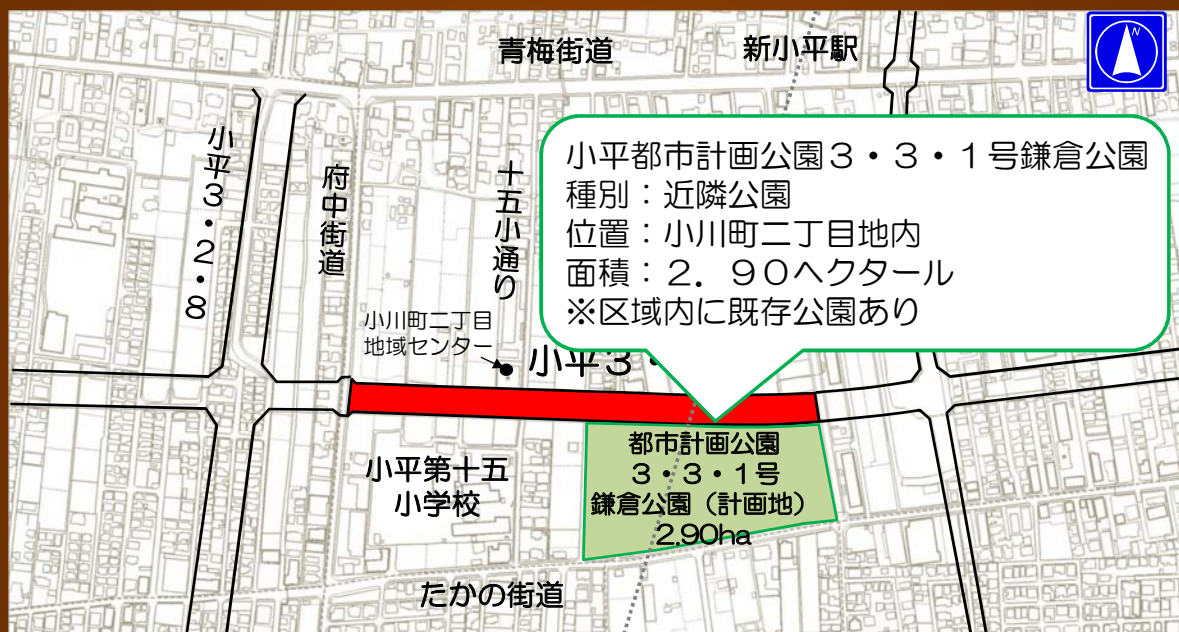 青梅街道
新小平駅
N
小平3・2・8
府中街道
十五小通り
小平都市計画公園3・3・1号鎌倉公園
種別：近隣公園
位置：小川町二丁目地内
面積：2．90ヘクタール
※区域内に既存公園あり
小川町二丁目
地域センター
小平3・
都市計画公園
3・3・1号
鎌倉公園（計画地）
2.90ha
小平第十五
小学校
たかの街道